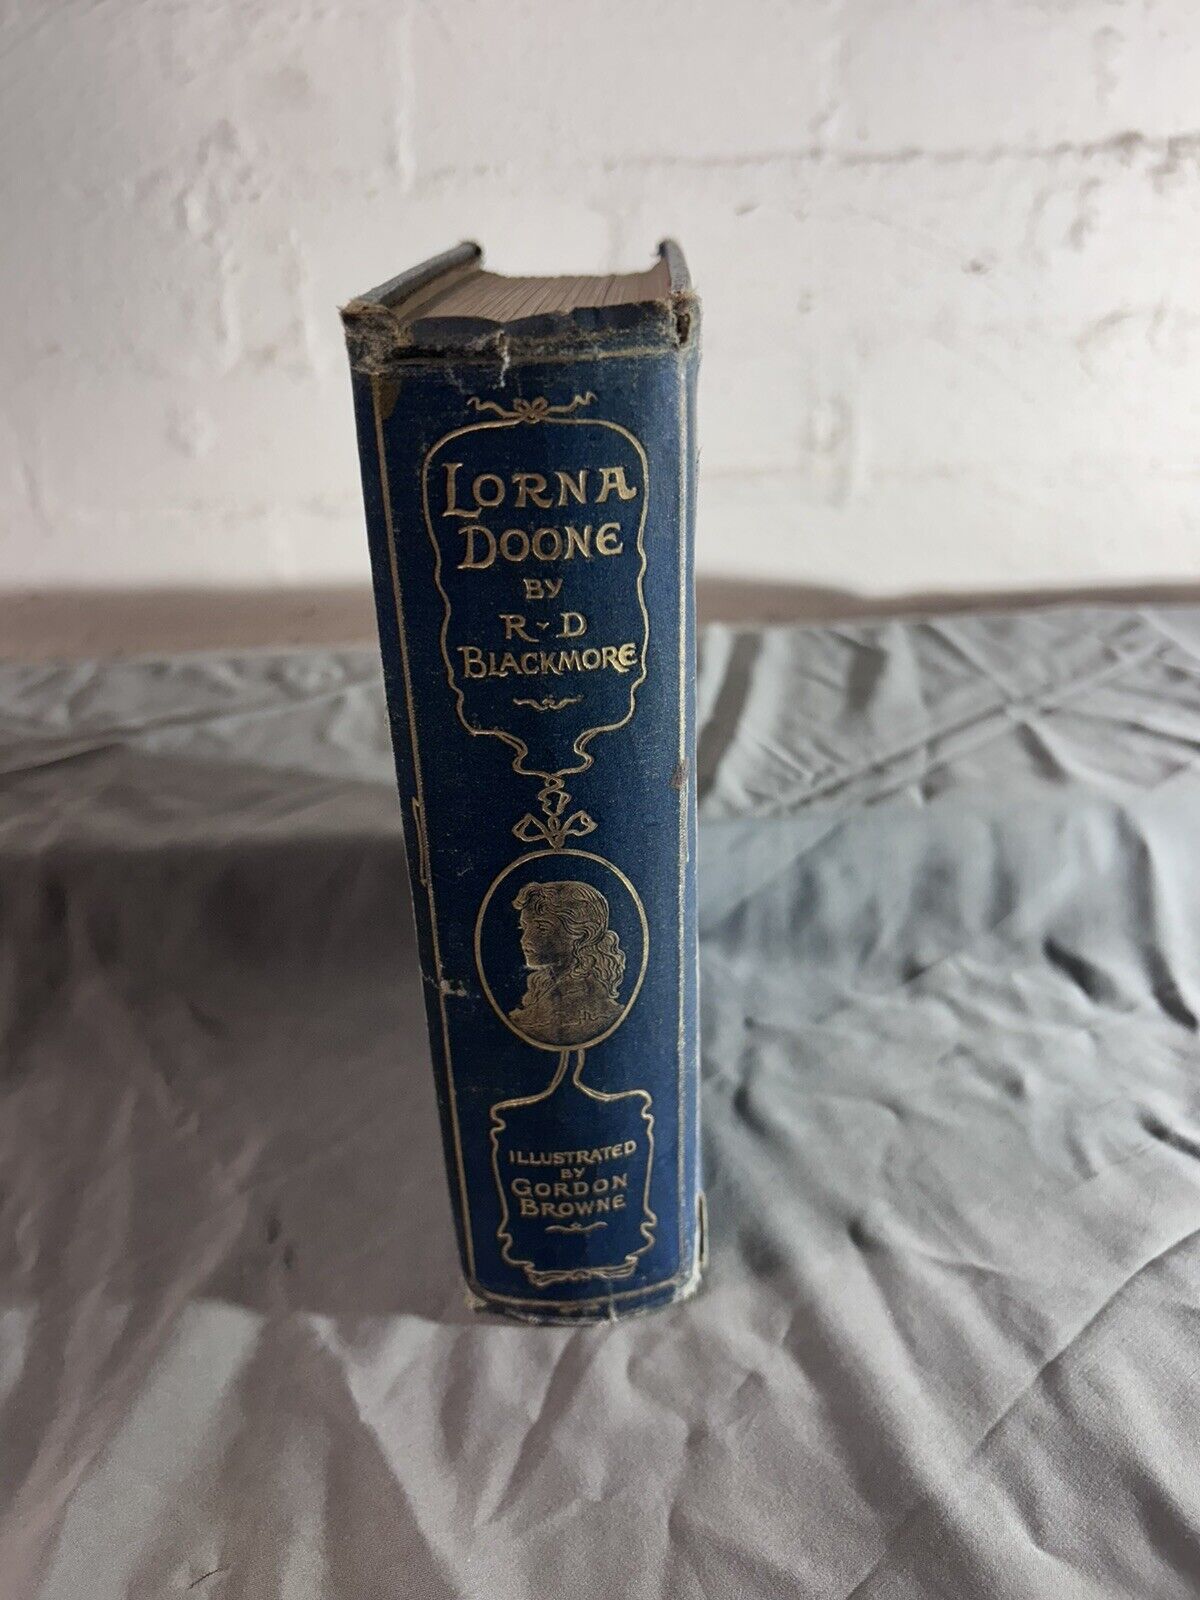 LORNA
DOONE
BY
R D
BLACKMORE
ILLUSTRATED
BY
GORDON
BROWNE